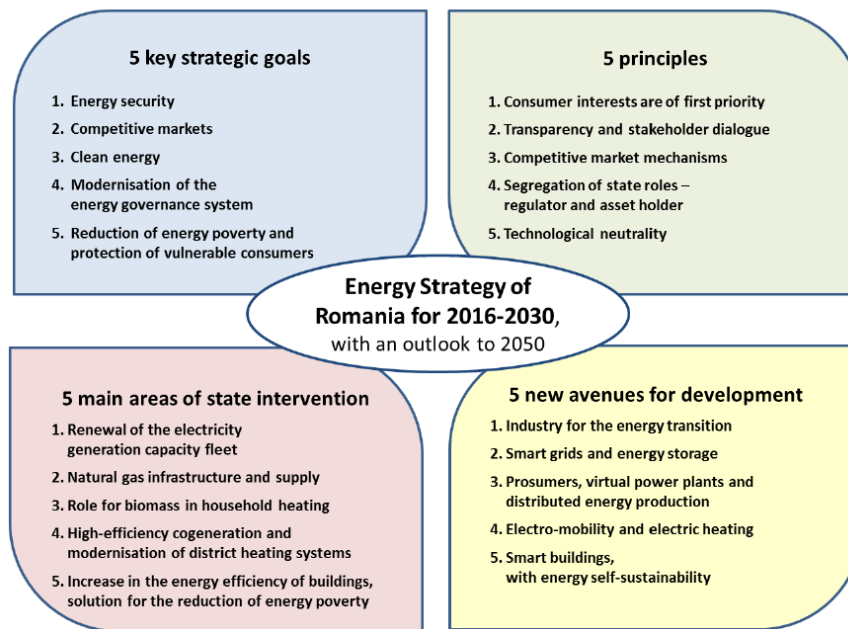 5 key strategic goals
1. Energy security
2. Competitive markets
3. Clean energy
4. Modernisation of the
energy governance system
5. Reduction of energy poverty and
protection of vulnerable consumers
5 principles
1. Consumer interests are of first priority
2. Transparency and stakeholder dialogue
3. Competitive market mechanisms
4. Segregation of state roles –
regulator and asset holder
5. Technological neutrality
Energy Strategy of
Romania for 2016-2030,
with an outlook to 2050
5 main areas of state intervention
1. Renewal of the electricity
generation capacity fleet
2. Natural gas infrastructure and supply
3. Role for biomass in household heating
4. High-efficiency cogeneration and
modernisation of district heating systems
5. Increase in the energy efficiency of buildings,
solution for the reduction of energy poverty
5 new avenues for development
1. Industry for the energy transition
2. Smart grids and energy storage
3. Prosumers, virtual power plants and
distributed energy production
4. Electro-mobility and electric heating
5. Smart buildings,
with energy self-sustainability